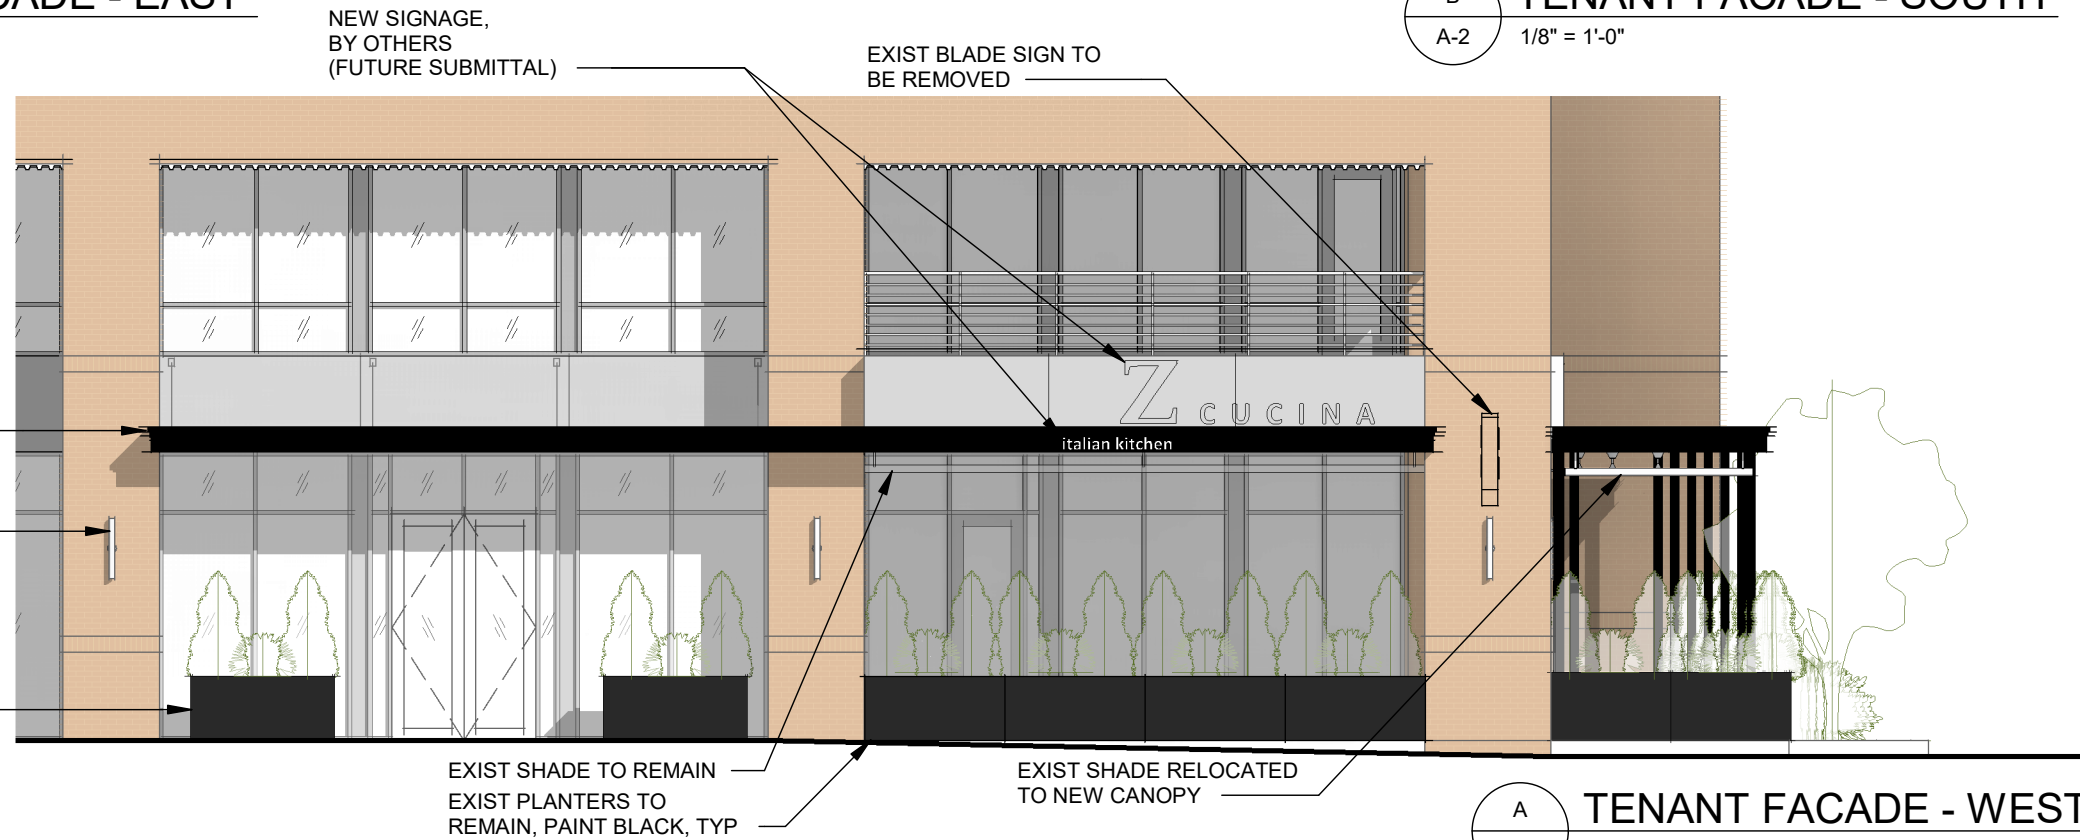 NEW SIGNAGE,
BY OTHERS
(FUTURE SUBMITTAL)
EXIST BLADE SIGN TO
BE REMOVED
TENANT FACADE - SOUTH
A-2
1/8" = 1'-0"
EAST
Z CUCINA
italian kitchen
EXIST SHADE TO REMAIN
EXIST PLANTERS TO
REMAIN, PAINT BLACK, TYP
EXIST SHADE RELOCATED
TO NEW CANOPY
A
TENANT FACADE - WEST